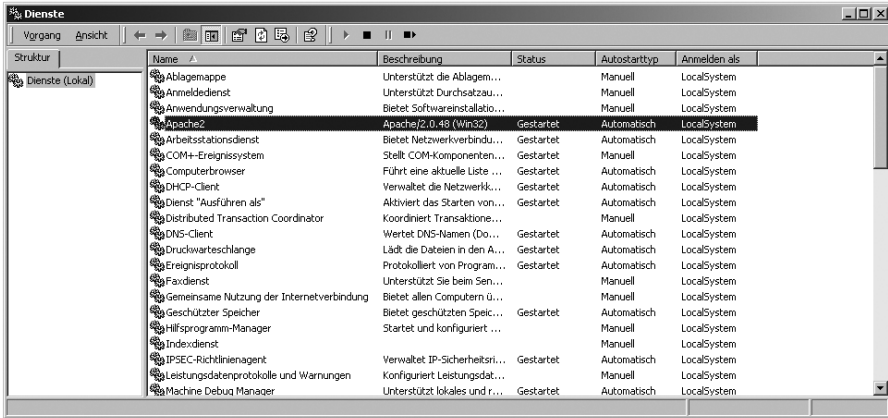 Dienste
Vorgang Ansicht
Struktur
Dienste (Lokal)
Name Beschreibung Status Autostarttyp Anmelden als
Ablagemappe Unterstützt die Ablagem... Manuell LocalSystem
Anmeldedienst Unterstützt Durchsatzau... Manuell LocalSystem
Anwendungsverwaltung Bietet Softwareinstallatio... Manuell LocalSystem
Apache2 Apache/2.0.48 (Win32) Gestartet Automatisch LocalSystem
Arbeitsstationsdienst Bietet Netzwerkverbindu... Gestartet Automatisch LocalSystem
COM+-Ereignissystem Stellt COM-Komponenten... Gestartet Manuell LocalSystem
Computerbrowser Führt eine aktuelle Liste ... Gestartet Automatisch LocalSystem
DHCP-Client Verwaltet die Netzwerkk... Gestartet Automatisch LocalSystem
Dienst "Ausführen als" Aktiviert das Starten von... Gestartet Automatisch LocalSystem
Distributed Transaction Coordinator Koordiniert Transaktione... Manuell LocalSystem
DNS-Client Wertet DNS-Namen (Do... Gestartet Automatisch LocalSystem
Druckwarteschlange Lädt die Dateien in den A... Gestartet Automatisch LocalSystem
Ereignisprotokoll Protokolliert von Program... Gestartet Automatisch LocalSystem
Faxdienst Unterstützt Sie beim Sen... Manuell LocalSystem
Gemeinsame Nutzung der Internetverbindung Bietet allen Computern ü... Manuell LocalSystem
Geschützter Speicher Bietet geschützten Speic... Gestartet Automatisch LocalSystem
Hilfsprogramm-Manager Startet und konfiguriert ... Manuell LocalSystem
Indexdienst Manuell LocalSystem
IPSEC-Richtlinienagent Verwaltet IP-Sicherheitsri... Gestartet Automatisch LocalSystem
Leistungsdatenprotokolle und Warnungen Konfiguriert Leistungsdat... Manuell LocalSystem
Machine Debug Manager Unterstützt lokales und r... Gestartet Automatisch LocalSystem